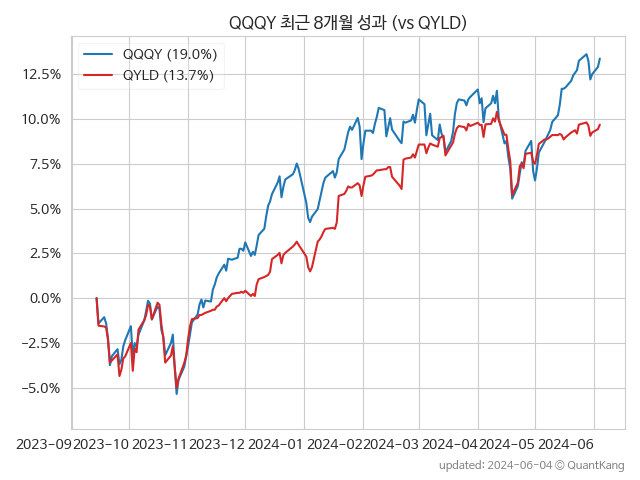 QQQY 최근 8개월 성과 (vs QYLD)
QQQY (19.0%)
QYLD (13.7%)
12.5%
10.0%
7.5%
5.0%
2.5%
0.0%
−2.5%
−5.0%
2023-09 2023-10 2023-11 2023-12 2024-01 2024-02 2024-03 2024-04 2024-05 2024-06
updated: 2024-06-04 © QuantKang